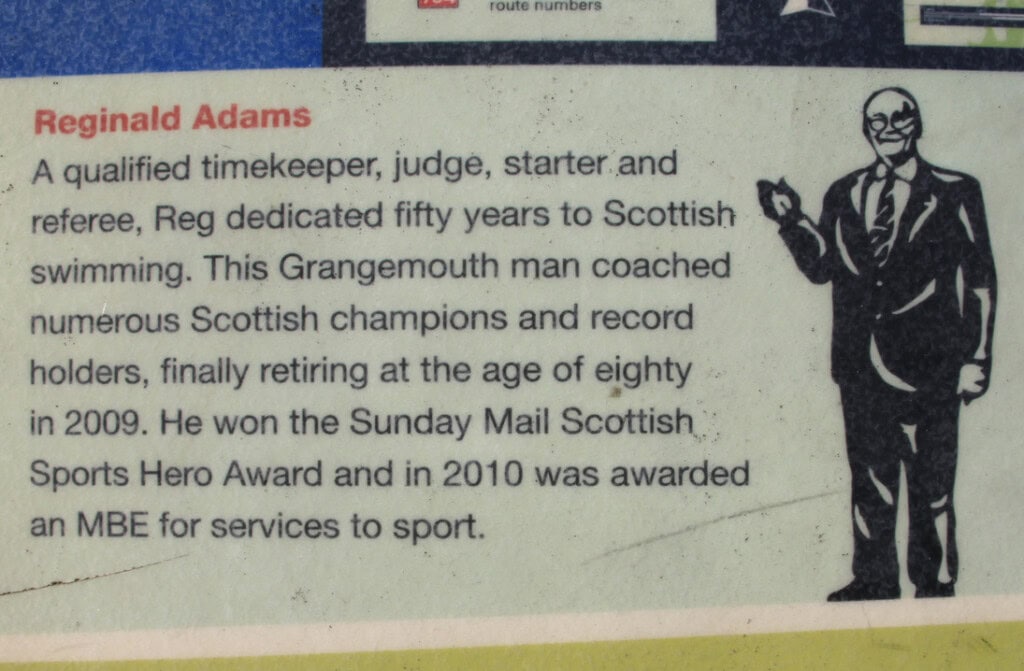 704
route numbers
Reginald Adams
A qualified timekeeper, judge, starter and
referee, Reg dedicated fifty years to Scottish
swimming. This Grangemouth man coached
numerous Scottish champions and record
holders, finally retiring at the age of eighty
in 2009. He won the Sunday Mail Scottish
Sports Hero Award and in 2010 was awarded
an MBE for services to sport.